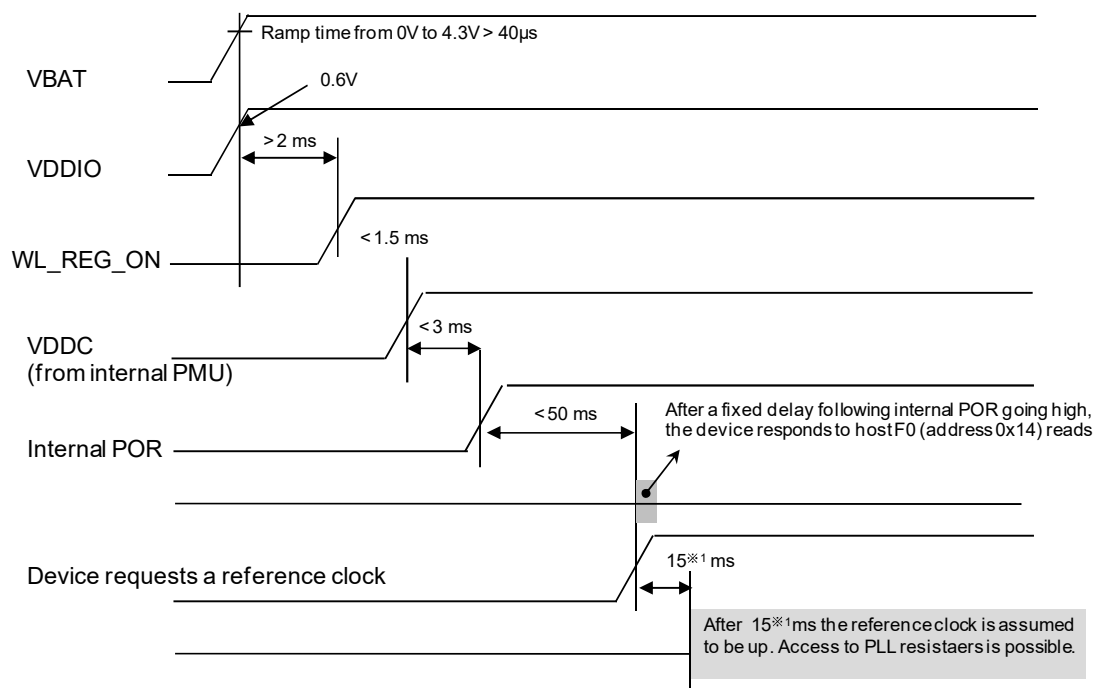 Ramp time from 0V to 4.3V > 40µs
VBAT
0.6V
> 2 ms
VDDIO
<1.5 ms
WL_REG_ON
<3 ms
VDDC
(from internal PMU)
<50 ms
After a fixed delay following internal POR going high,
the device responds to host F0 (address 0x14) reads
Internal POR
15※1 ms
Device requests a reference clock
After 15※1ms the reference clock is assumed
to be up. Access to PLL resistaers is possible.